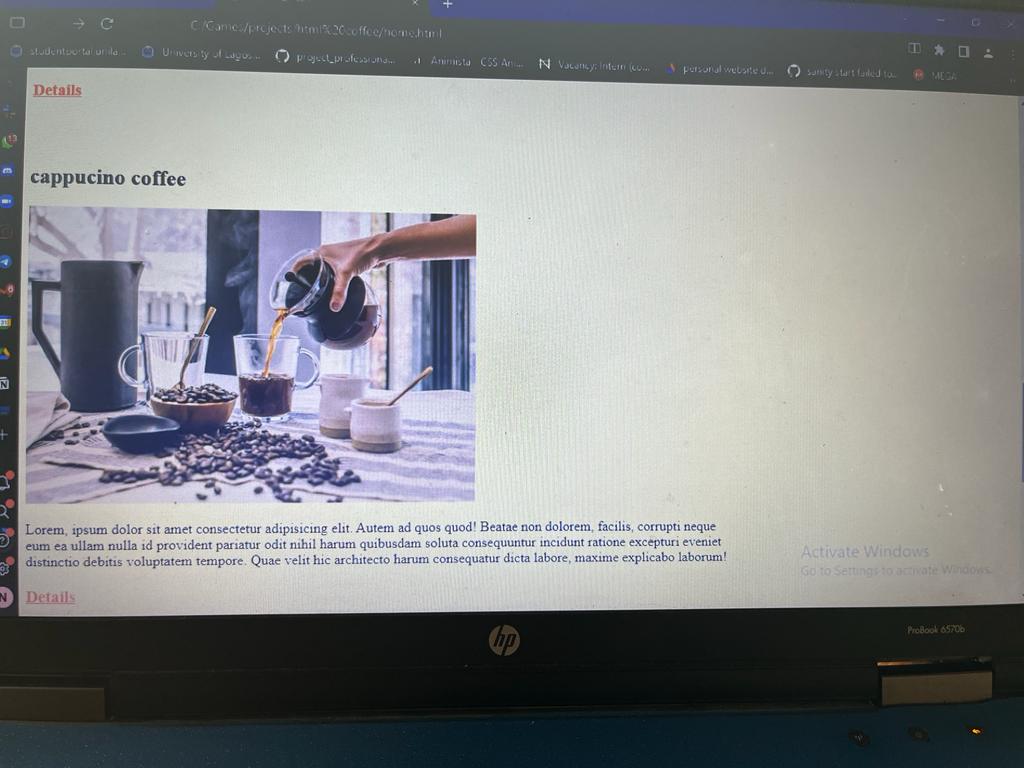 C:/Games/projects/html%20coffee/home.html
studentportal.unila...
University of Lagos...
project_professiona...
Animista - CSS Ani...
Vacancy: Intern (co...
personal website d...
sanity start failed to...
MEGA
Details
13
cappucino coffee
Lorem, ipsum dolor sit amet consectetur adipisicing elit. Autem ad quos quod! Beatae non dolorem, facilis, corrupti neque
eum ea ullam nulla id provident pariatur odit nihil harum quibusdam soluta consequuntur incidunt ratione excepturi eveniet
distinctio debitis voluptatem tempore. Quae velit hic architecto harum consequatur dicta labore, maxime explicabo laborum!
Activate Windows
Go to Settings to activate Windows.
Details
N
hp
ProBook 6570b